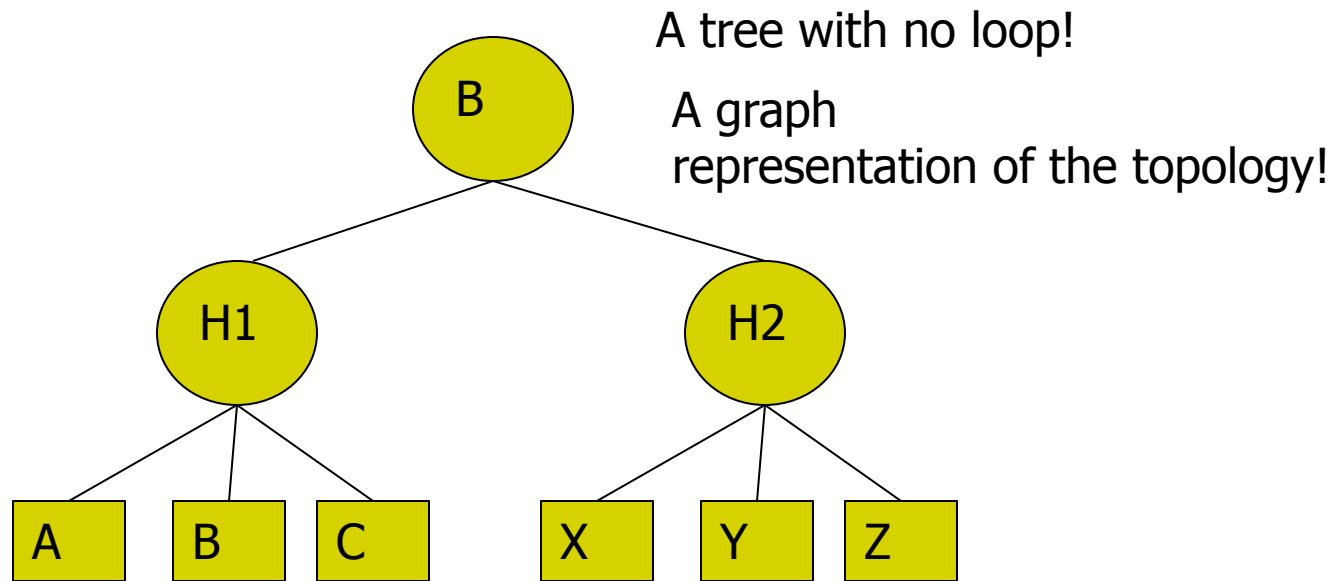 A tree with no loop!
B
A graph
representation of the topology!
H1 H2
A B C X Y Z